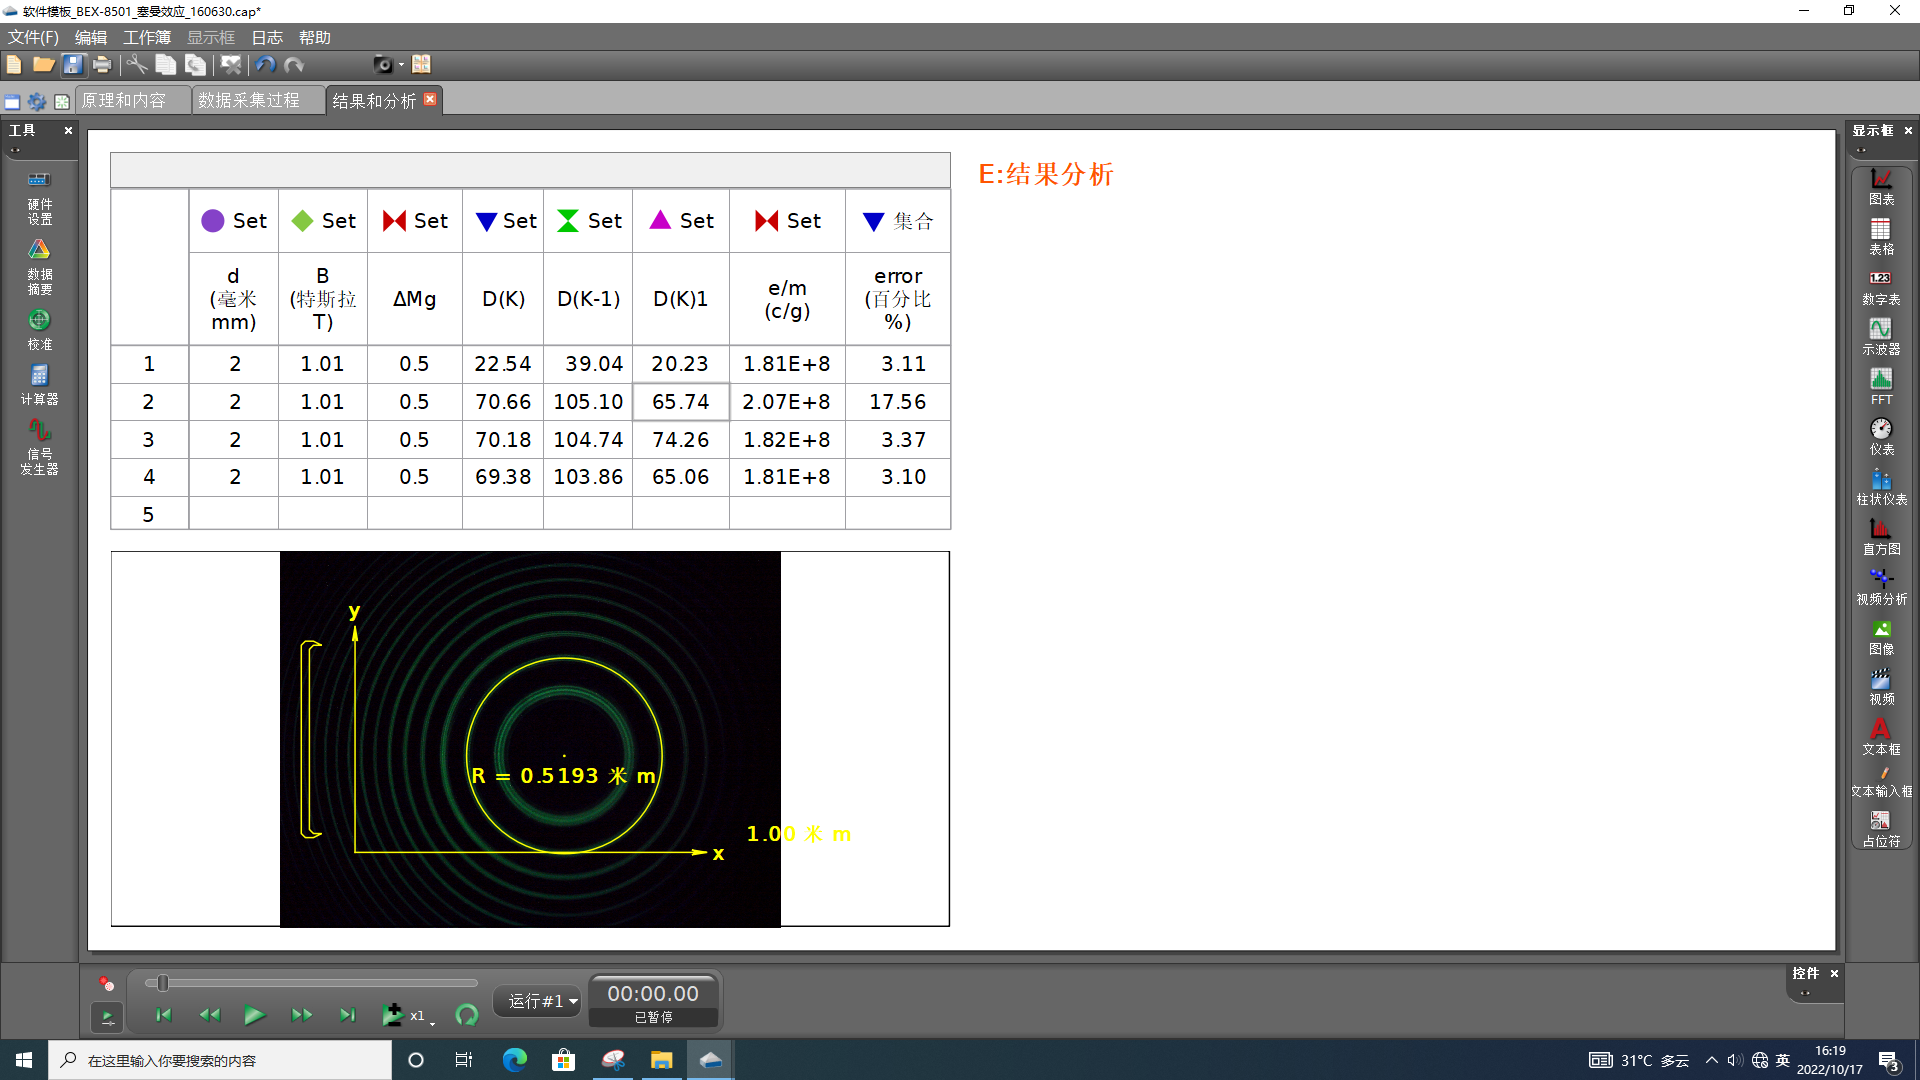 软件模板_BEX-8501_塞曼效应_160630.cap*
文件(F) 编辑 工作簿 显示框 日志 帮助
原理和内容 数据采集过程 结果和分析
工具
硬件
设置
数据
摘要
校准
计算器
信号
发生器
Set Set Set Set Set Set Set 集合
d (毫米 mm) B (特斯拉 T) ΔMg D(K) D(K-1) D(K)1 e/m (c/g) error (百分比 %)
1 2 1.01 0.5 22.54 39.04 20.23 1.81E+8 3.11
2 2 1.01 0.5 70.66 105.10 65.74 2.07E+8 17.56
3 2 1.01 0.5 70.18 104.74 74.26 1.82E+8 3.37
4 2 1.01 0.5 69.38 103.86 65.06 1.81E+8 3.10
5
E:结果分析
y
R = 0.5193 米 m
1.00 米 m
x
显示框
图表
表格
1.23
数字表
示波器
FFT
仪表
柱状仪表
直方图
视频分析
图像
视频
文本框
文本输入框
占位符
控件
x1
运行#1
00:00.00
已暂停
在这里输入你要搜索的内容
31°C 多云
英
16:19
2022/10/17
3